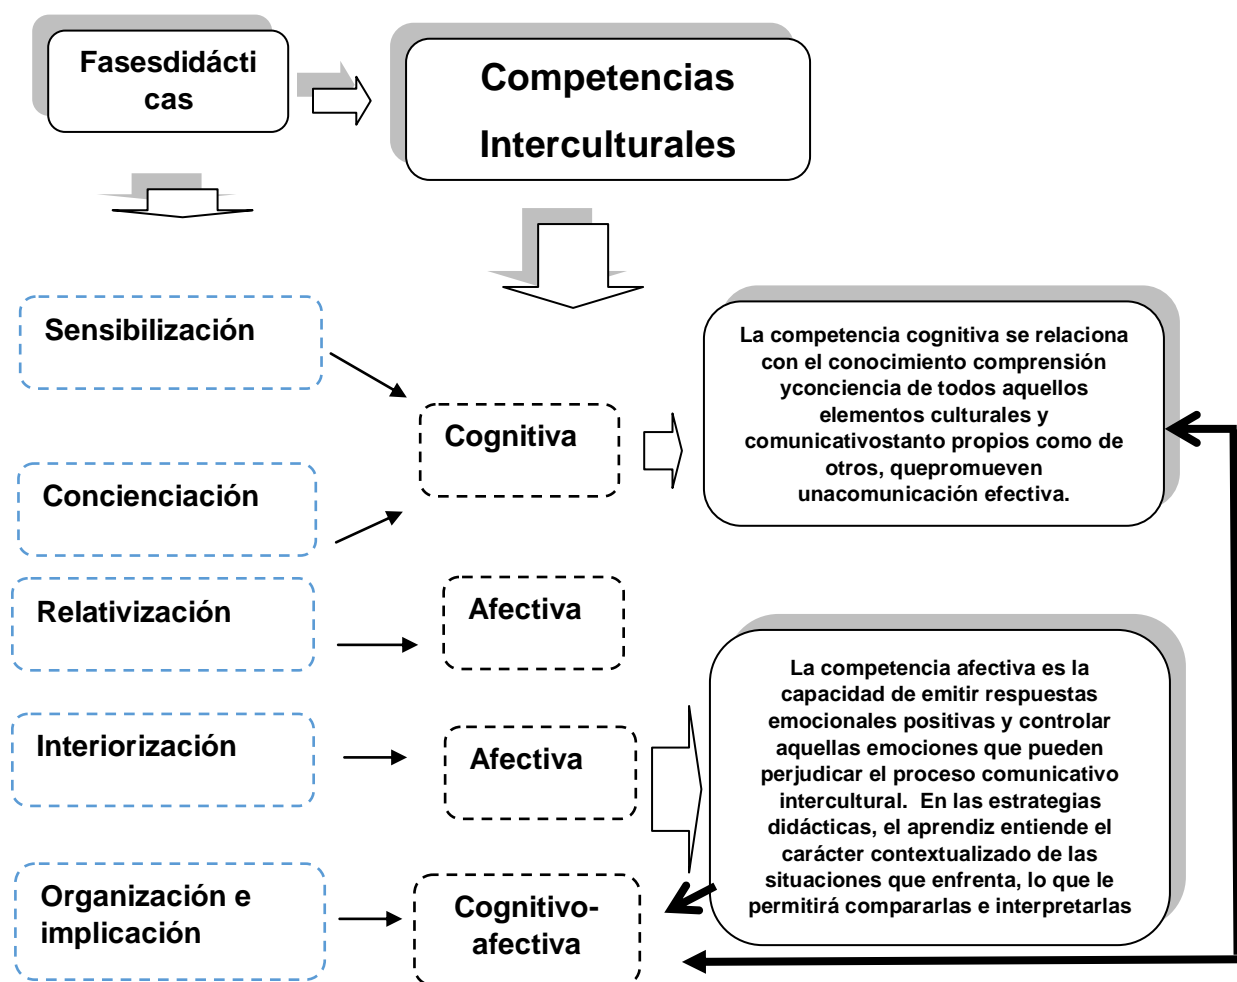 Fasesdidácti
cas
Competencias
Interculturales
Sensibilización
Concienciación
Relativización
Interiorización
Organización e
implicación
Cognitiva
Afectiva
Afectiva
Cognitivo-
afectiva
La competencia cognitiva se relaciona
con el conocimiento comprensión
yconciencia de todos aquellos
elementos culturales y
comunicativostanto propios como de
otros, quepromueven
unacomunicación efectiva.
La competencia afectiva es la
capacidad de emitir respuestas
emocionales positivas y controlar
aquellas emociones que pueden
perjudicar el proceso comunicativo
intercultural.  En las estrategias
didácticas, el aprendiz entiende el
carácter contextualizado de las
situaciones que enfrenta, lo que le
permitirá compararlas e interpretarlas